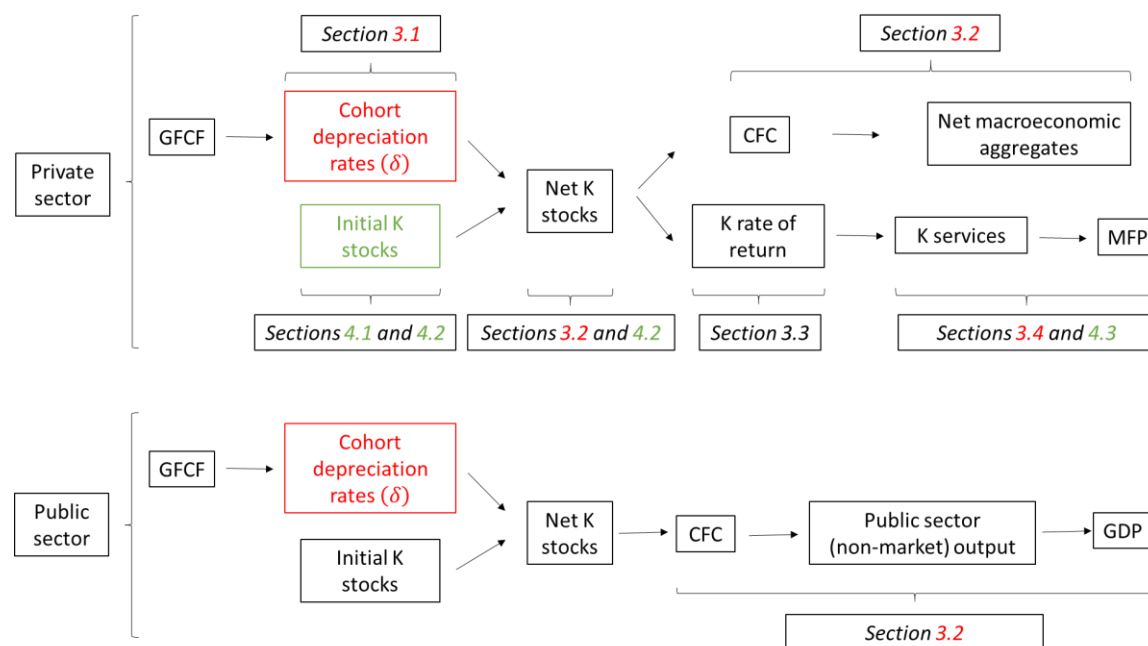 Section 3.1
Section 3.2
Private
sector
GFCF
Cohort
depreciation
rates (δ)
Initial K
stocks
Net K
stocks
CFC
Net macroeconomic
aggregates
K rate of
return
K services
MFP
Sections 4.1 and 4.2
Sections 3.2 and 4.2
Section 3.3
Sections 3.4 and 4.3
Public
sector
GFCF
Cohort
depreciation
rates (δ)
Initial K
stocks
Net K
stocks
CFC
Public sector
(non-market) output
GDP
Section 3.2